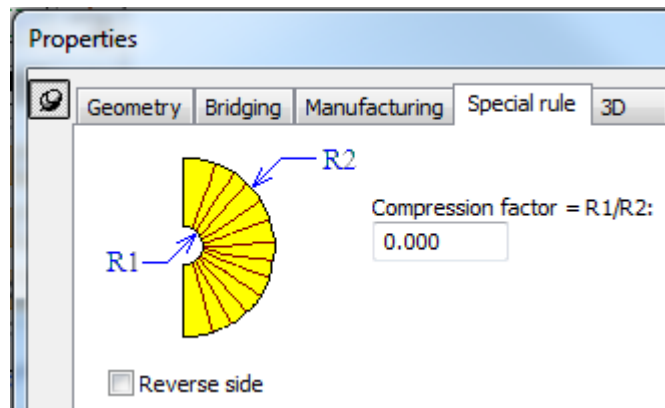 Properties
Geometry Bridging Manufacturing Special rule 3D
R2
Compression factor = R1/R2:
0.000
R1
Reverse side